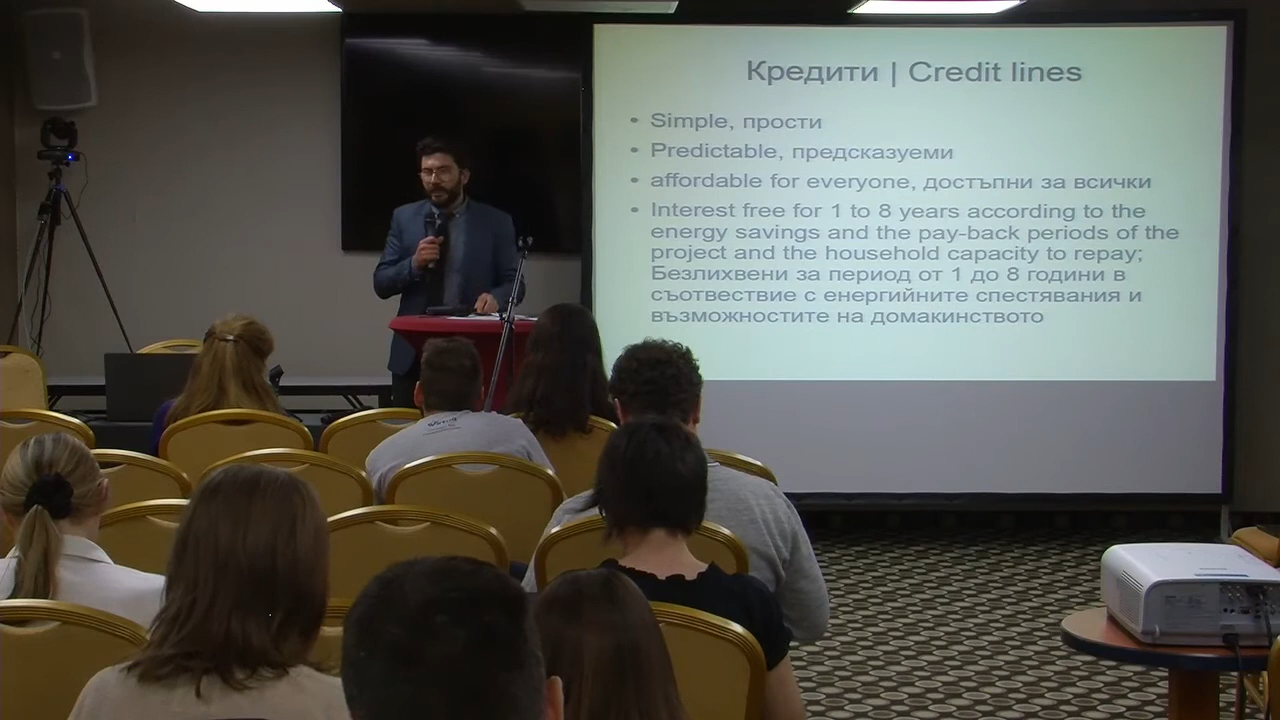 Кредити | Credit lines
• Simple, прости
• Predictable, предсказуеми
• affordable for everyone, достъпни за всички
• Interest free for 1 to 8 years according to the
energy savings and the pay-back periods of the
project and the household capacity to repay;
Безлихвени за период от 1 до 8 години в
съотвествие с енергийните спестявания и
възможностите на домакинството